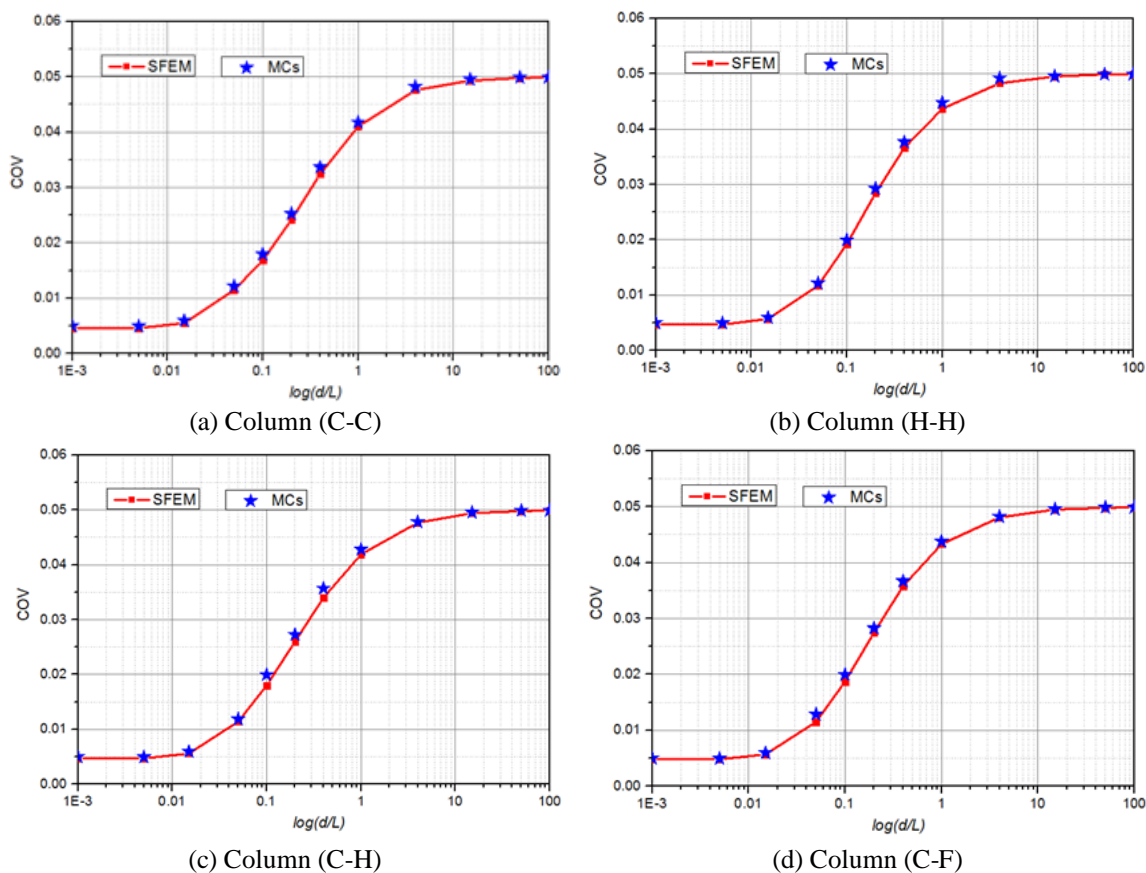 0.06
SFEM MCs
0.05
0.04
COV
0.03
0.02
0.01
0.00
1E-3 0.01 0.1 1 10 100
log(d/L)
(a) Column (C-C)
0.06
SFEM MCs
0.05
0.04
COV
0.03
0.02
0.01
0.00
1E-3 0.01 0.1 1 10 100
log(d/L)
(b) Column (H-H)
0.06
SFEM MCs
0.05
0.04
COV
0.03
0.02
0.01
0.00
1E-3 0.01 0.1 1 10 100
log(d/L)
(c) Column (C-H)
0.06
SFEM MCs
0.05
0.04
COV
0.03
0.02
0.01
0.00
1E-3 0.01 0.1 1 10 100
log(d/L)
(d) Column (C-F)